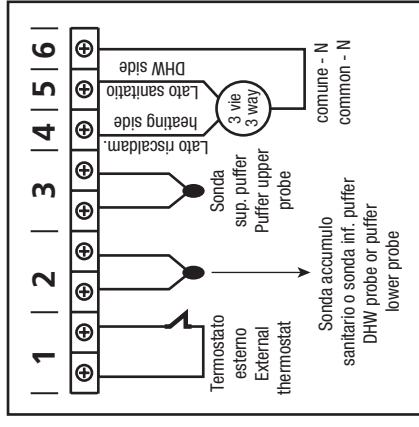 1 2 3 4 5 6
Termostato
esterno
External
thermostat
Sonda accumulo
sanitario o sonda inf. puffer
DHW probe or puffer
lower probe
Sonda
sup. puffer
Puffer upper
probe
Lato riscaldam.
heating side
Lato sanitatio
DHW side
3 vie
3 way
comune - N
common - N